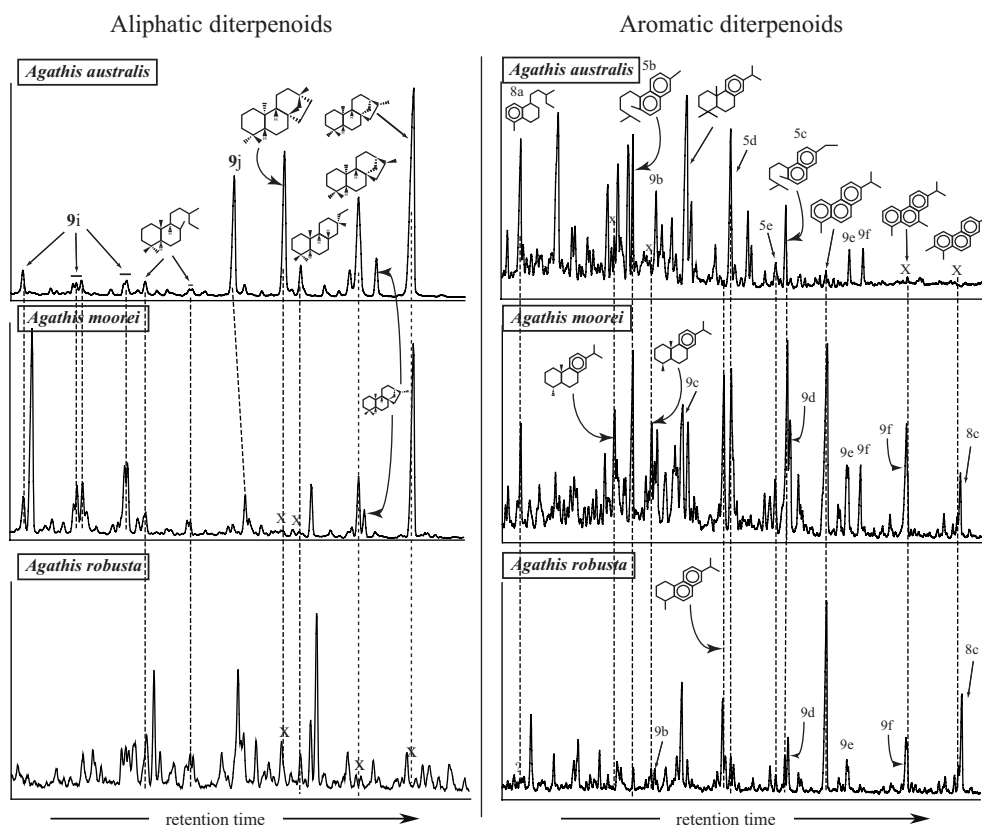 Aliphatic diterpenoids
Agathis australis
9i
9j
Agathis moorei
X X
Agathis robusta
X X X
retention time
Aromatic diterpenoids
Agathis australis
8a
5b
X
X
9b
5d
5e
5c
9e 9f
X
X
Agathis moorei
9c
9d
9e 9f
9f
8c
Agathis robusta
?
9b
9d
9e
9f
8c
retention time